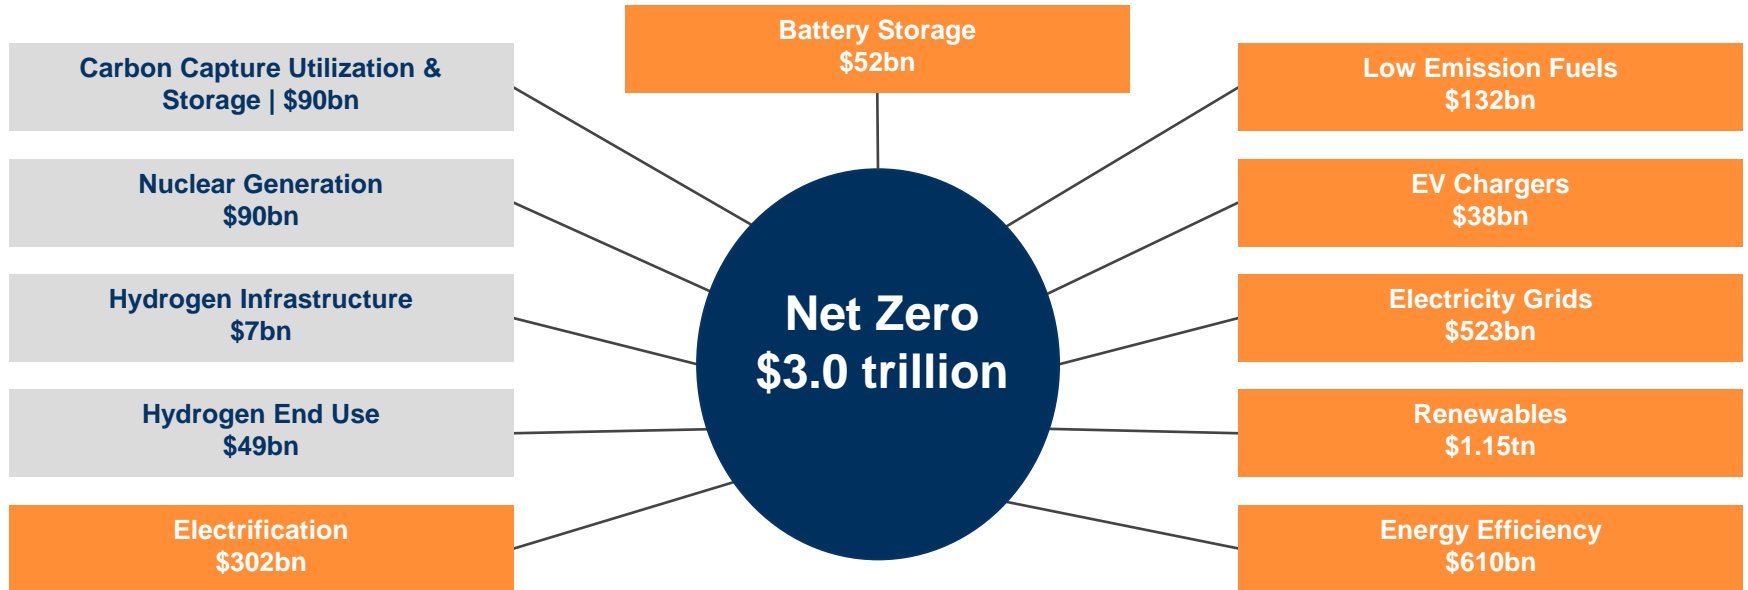 Battery Storage
$52bn
Carbon Capture Utilization &
Storage | $90bn
Nuclear Generation
$90bn
Hydrogen Infrastructure
$7bn
Hydrogen End Use
$49bn
Electrification
$302bn
Net Zero
$3.0 trillion
Low Emission Fuels
$132bn
EV Chargers
$38bn
Electricity Grids
$523bn
Renewables
$1.15tn
Energy Efficiency
$610bn